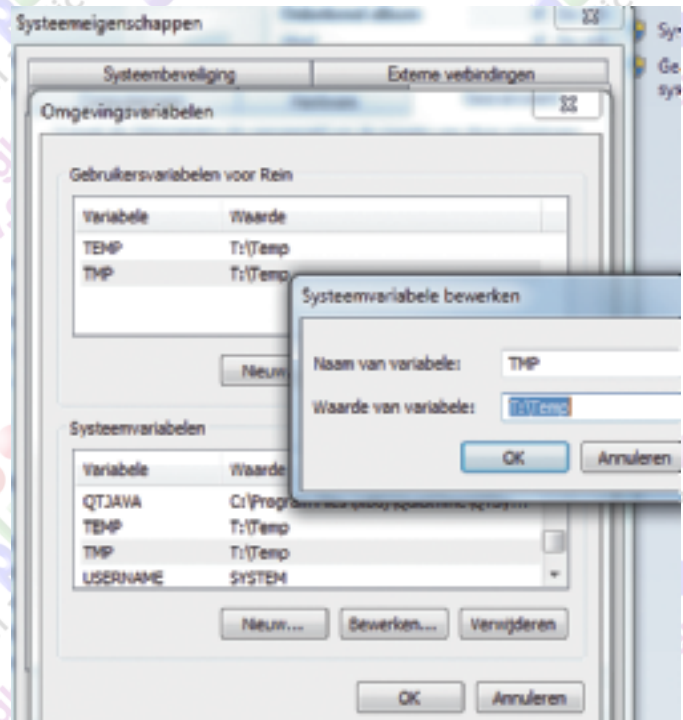 Systeemeigenschappen
Systeembeveiliging Externe verbindingen
Omgevingsvariabelen
Gebruikersvariabelen voor Rein
Variabele Waarde
TEMP T:\Temp
TMP T:\Temp
Systeemvariabele bewerken
Naam van variabele: TMP
Waarde van variabele: T:\Temp
OK Annuleren
Nieuw
Systeemvariabelen
Variabele Waarde
QTJAVA
TEMP T:\Temp
TMP T:\Temp
USERNAME SYSTEM
Nieuw... Bewerken... Verwijderen
OK Annuleren